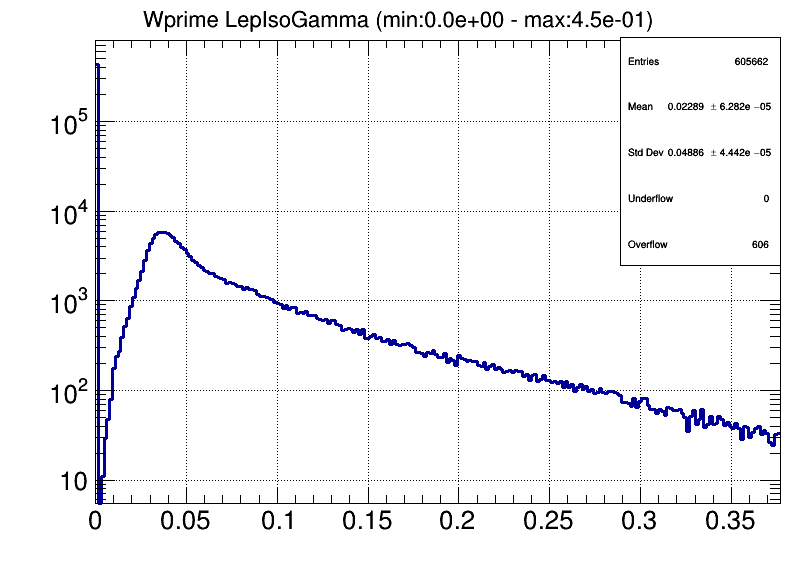 Wprime LepIsoGamma (min:0.0e+00 - max:4.5e-01)
Entries 605662
Mean 0.02289 ± 6.282e −05
Std Dev 0.04886 ± 4.442e −05
Underflow 0
Overflow 606
10^5
10^4
10^3
10^2
10
0 0.05 0.1 0.15 0.2 0.25 0.3 0.35